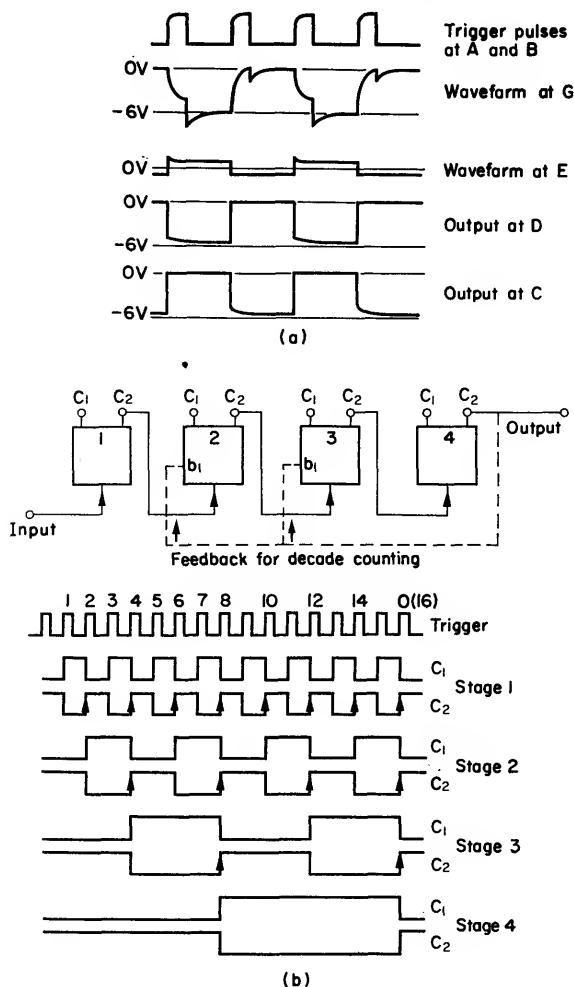 Trigger pulses
at A and B
0V
Waveform at G
-6V
0V
Waveform at E
0V
Output at D
-6V
0V
Output at C
-6V
(a)
C1 C2 C1 C2 C1 C2 C1 C2
1 2 3 4
Output
b1 b1
Input
Feedback for decade counting
1 2 3 4 5 6 7 8 10 12 14 0(16)
Trigger
C1
Stage 1
C2
C1
Stage 2
C2
C1
Stage 3
C2
C1
Stage 4
C2
(b)